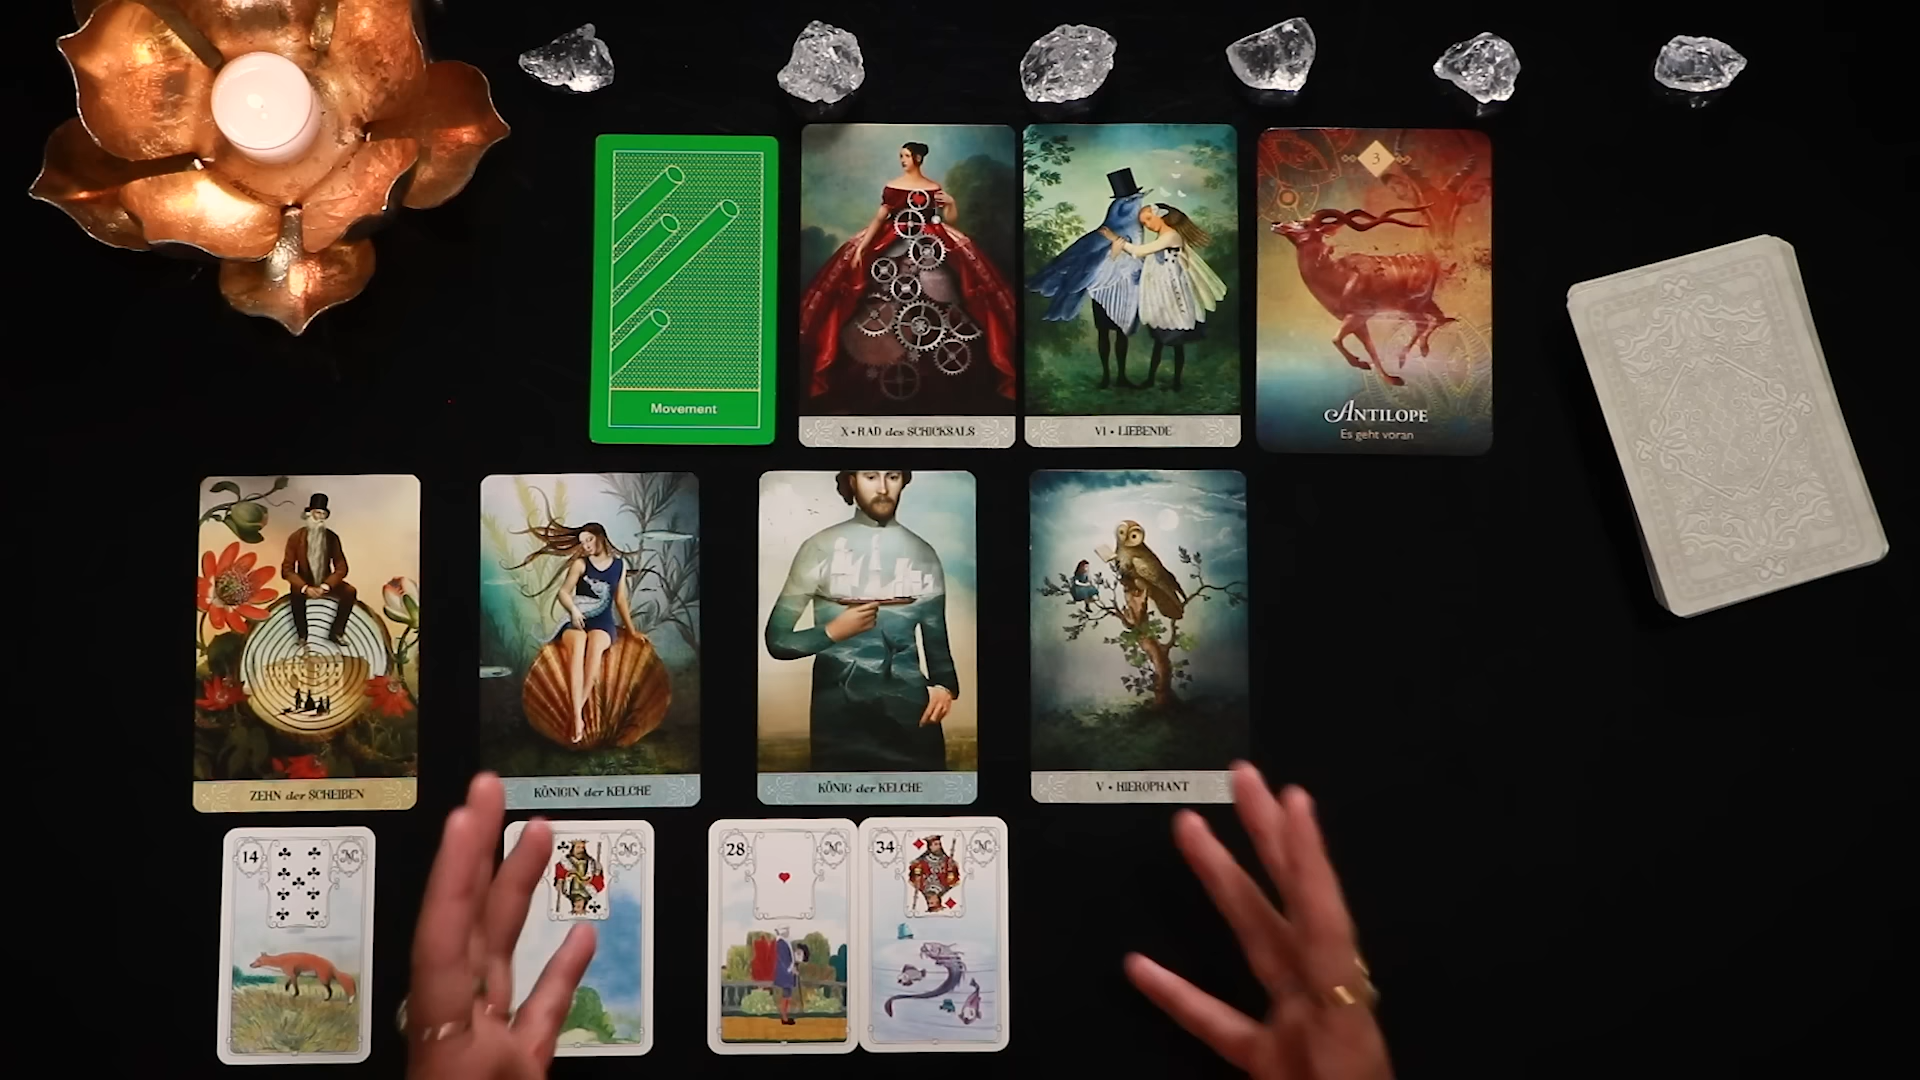 Movement
X • RAD des SCHICKSALS
VI • LIEBENDE
3
ANTILOPE
Es geht voran
ZEHN der SCHEIBEN
KÖNIGIN der KELCHE
KÖNIG der KELCHE
V • HIEROPHANT
14
28
34